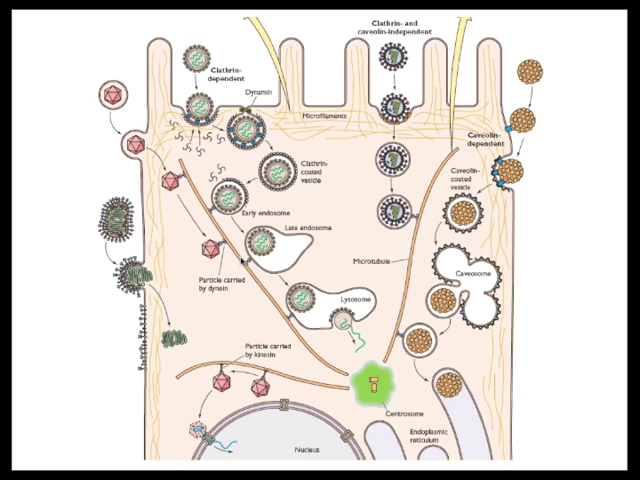 Clathrin- and
caveolin-independent
Clathrin-
dependent
Dynamin
Microfilaments
Caveolin-
dependent
Clathrin-
coated
vesicle
Caveolin-
coated
vesicle
Early endosome
Late endosome
Microtubule
Caveosome
Particle carried
by dynein
Lysosome
Particle carried
by kinesin
Centrosome
Endoplasmic
reticulum
Nucleus